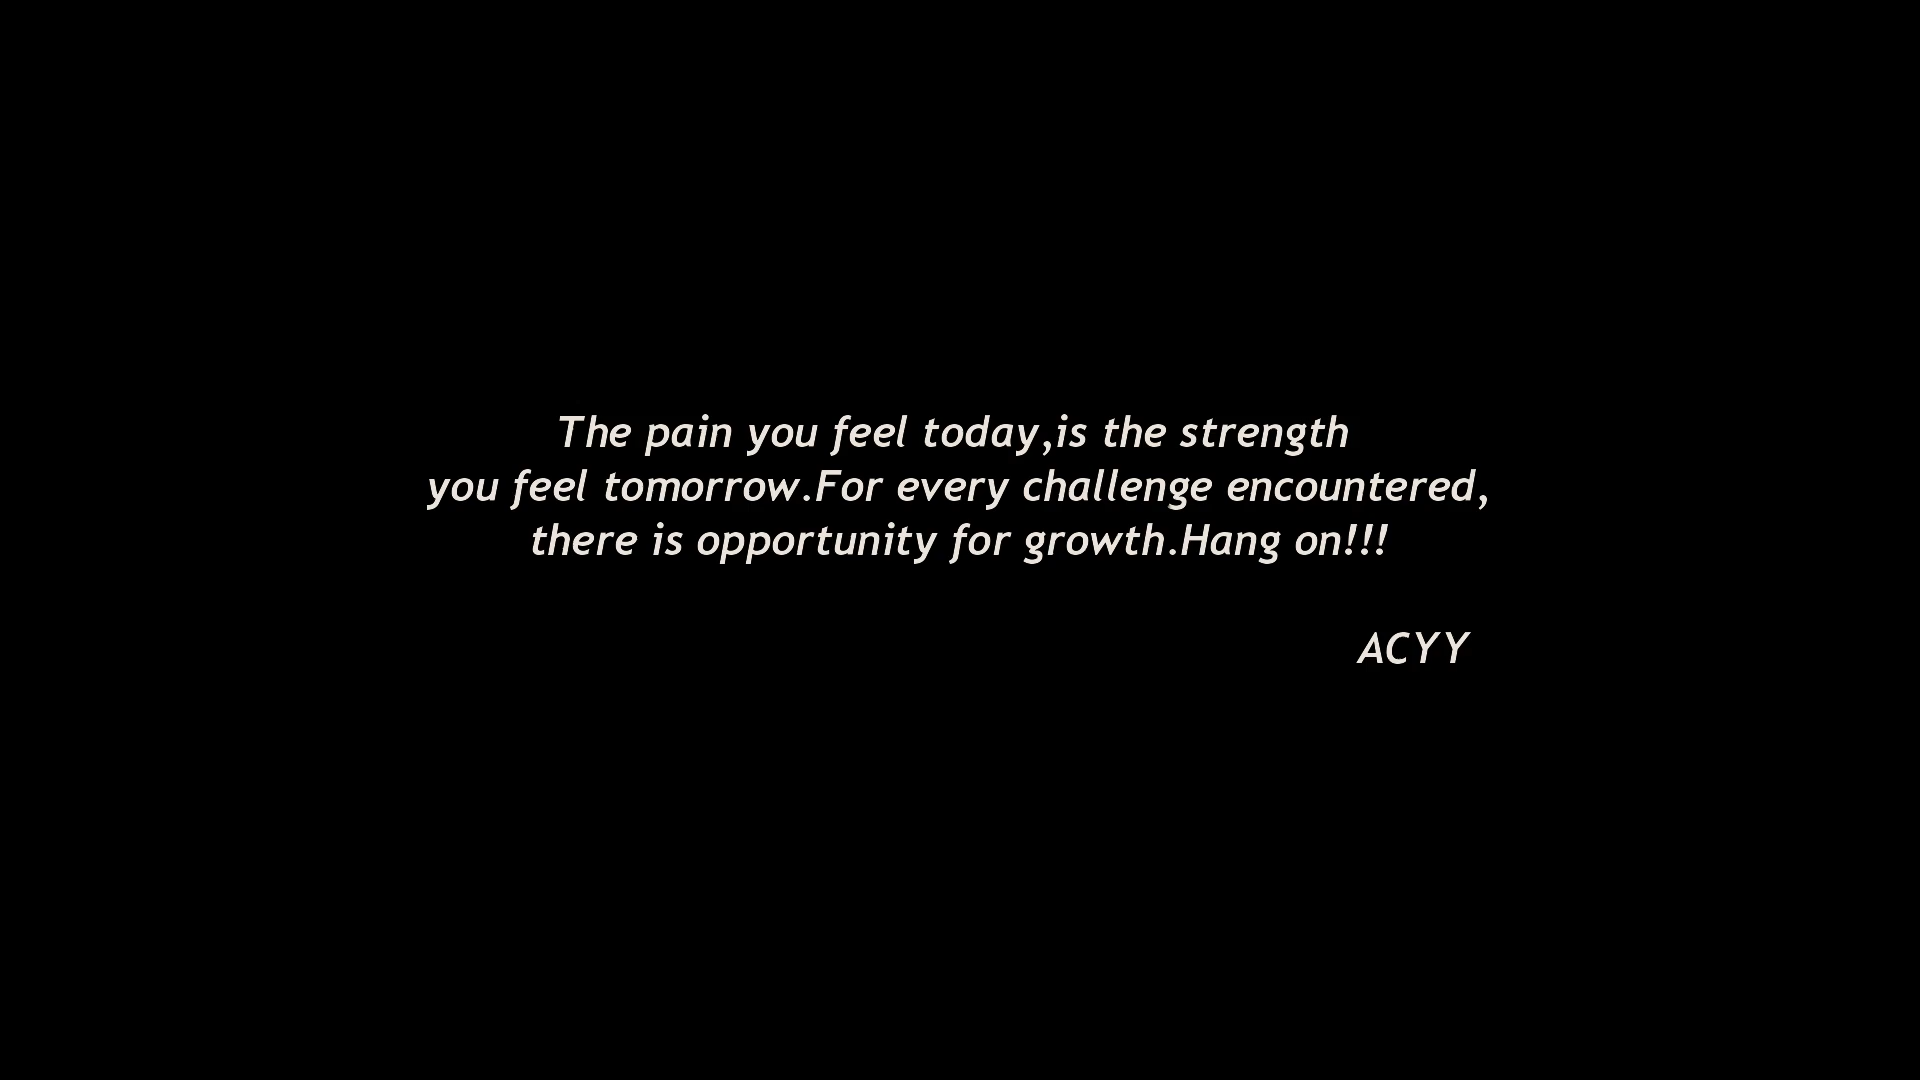 The pain you feel today,is the strength
you feel tomorrow.For every challenge encountered,
there is opportunity for growth.Hang on!!!
ACYY